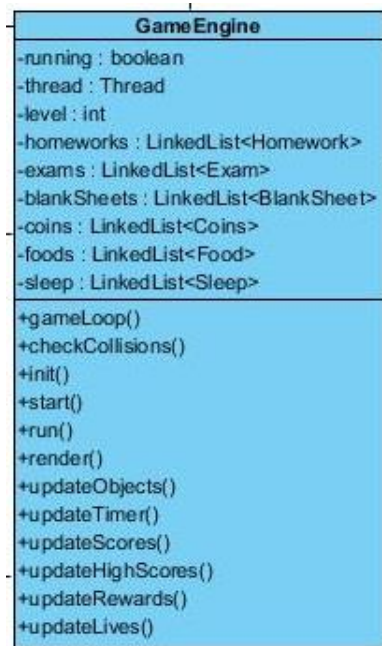 GameEngine
-running : boolean
-thread : Thread
-level : int
-homeworks : LinkedList<Homework>
-exams : LinkedList<Exam>
-blankSheets : LinkedList<BlankSheet>
-coins : LinkedList<Coins>
-foods : LinkedList<Food>
-sleep : LinkedList<Sleep>
+gameLoop()
+checkCollisions()
+init()
+start()
+run()
+render()
+updateObjects()
+updateTimer()
+updateScores()
+updateHighScores()
+updateRewards()
+updateLives()